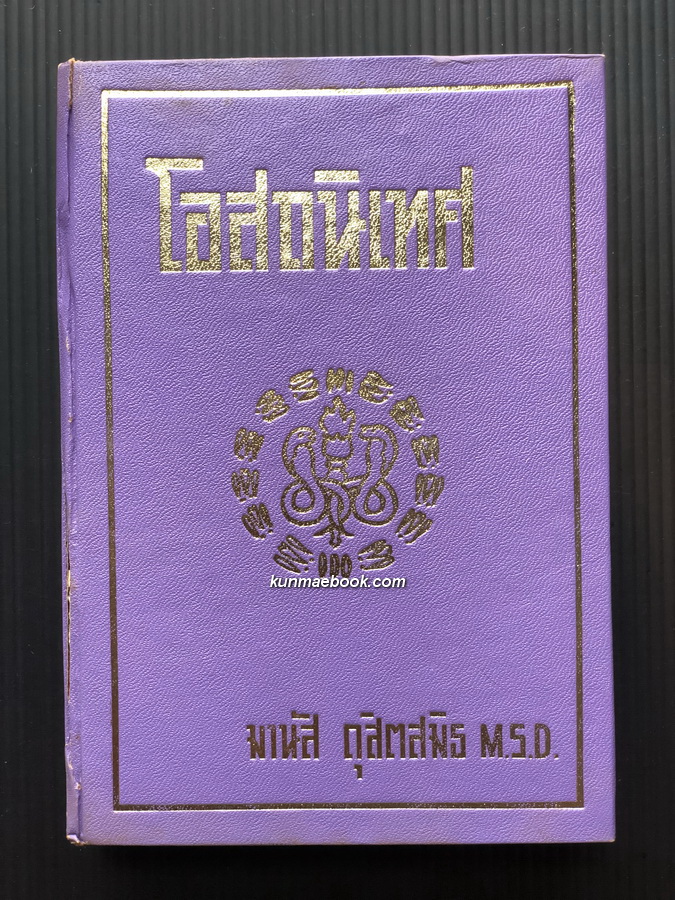 โอสถนิเทศ
kunmaebook.com
มานสี ดุสิตสมิธ M.S.D.